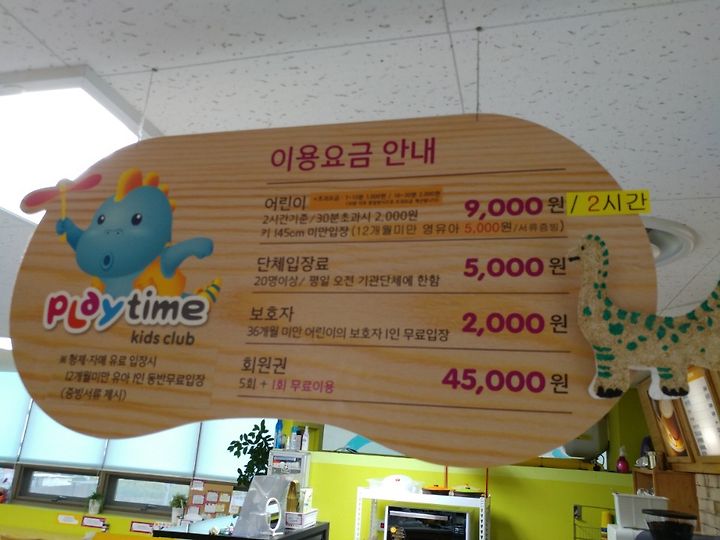 이용요금 안내
어린이 9,000원 / 2시간
2시간기준/30분초과시 2,000원
키 145cm 미만입장 (12개월미만 영유아 5,000원/서류증빙)
단체입장료 5,000원
20명이상/ 평일 오전 기관단체에 한함
보호자 2,000원
36개월 미만 어린이의 보호자 1인 무료입장
회원권 45,000원
5회 + 1회 무료이용
playtime
kids club
※ 형제·자매 유료 입장시
12개월미만 유아 1인 동반무료입장
(증빙서류 제시)